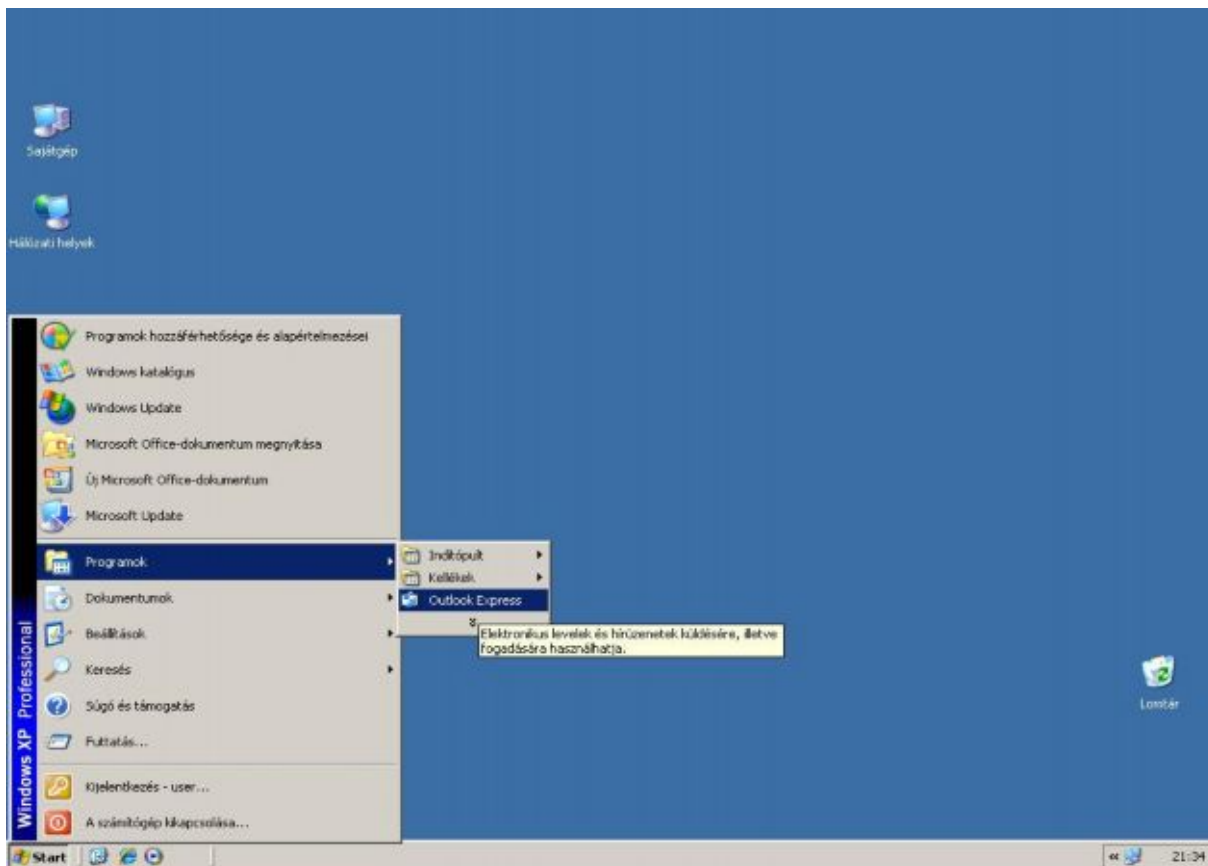 Sajátgép
Hálózati helyek
Programok hozzáférhetősége és alapértelmezései
Windows katalógus
Windows Update
Microsoft Office-dokumentum megnyitása
Új Microsoft Office-dokumentum
Microsoft Update
Programok
Dokumentumok
Beállítások
Keresés
Súgó és támogatás
Futtatás...
Kijelentkezés - user...
A számítógép kikapcsolása...
Windows XP Professional
Indítópult
Kellékek
Outlook Express
Elektronikus levelek és hírüzenetek küldésére, illetve
fogadására használhatja.
Lomtár
Start
21:34